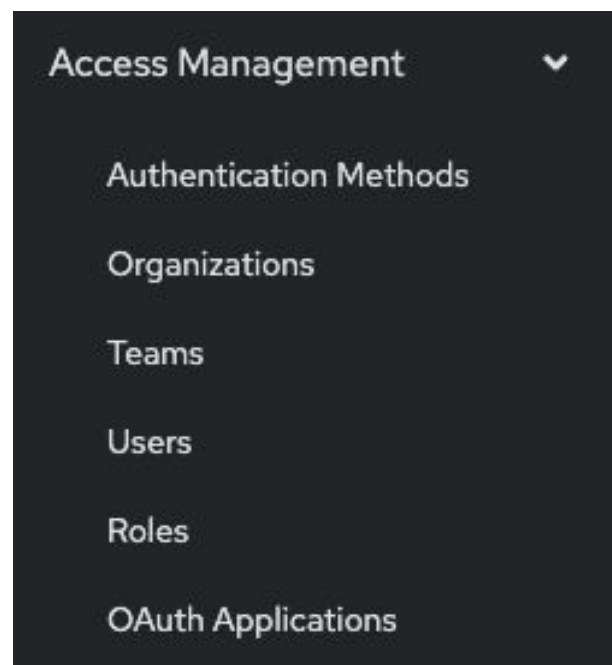 Access Management
Authentication Methods
Organizations
Teams
Users
Roles
OAuth Applications